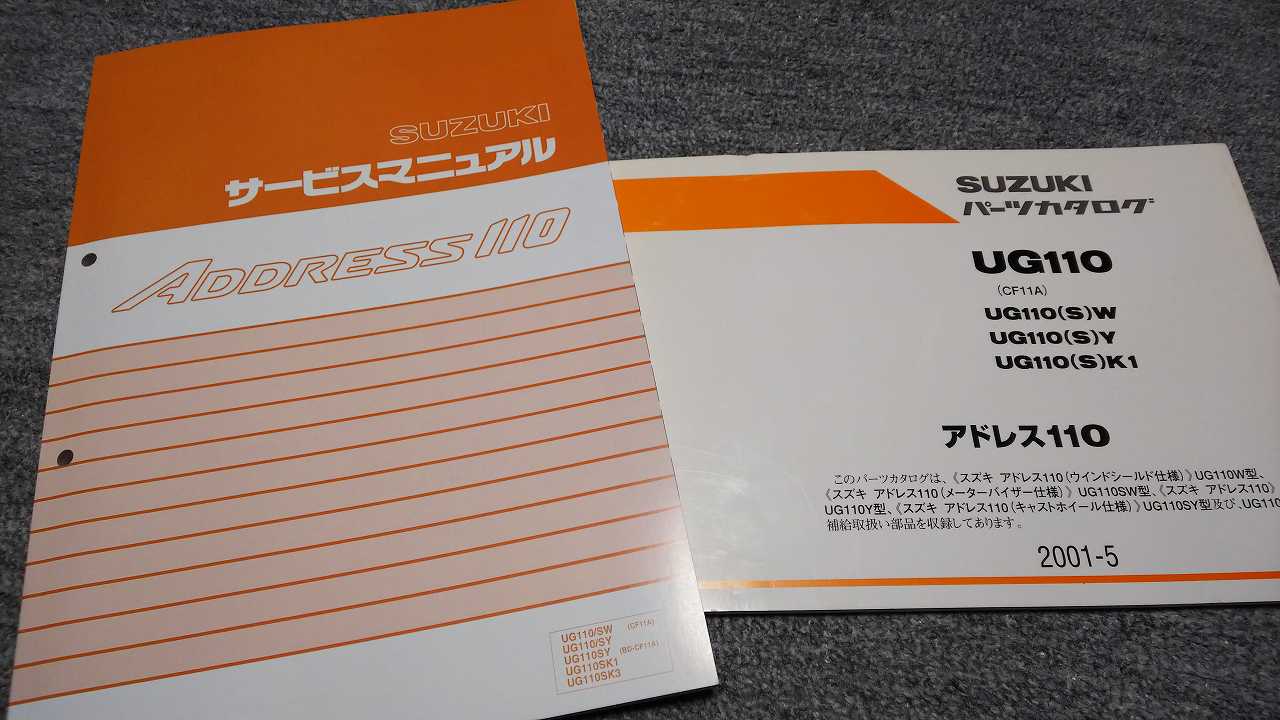 SUZUKI
サービスマニュアル
ADDRESS 110
UG110/SW (CF11A)
UG110/SY
UG110SY (BD-CF11A)
UG110SK1
UG110SK3
SUZUKI
パーツカタログ
UG110
(CF11A)
UG110(S)W
UG110(S)Y
UG110(S)K1
アドレス110
このパーツカタログは、《スズキ アドレス110(ウインドシールド仕様)》UG110W型、
《スズキ アドレス110(メーターバイザー仕様)》UG110SW型、《スズキ アドレス110》
UG110Y型、《スズキ アドレス110(キャストホイール仕様)》UG110SY型及び、UG110
補給取扱い部品を収録してあります。
2001-5